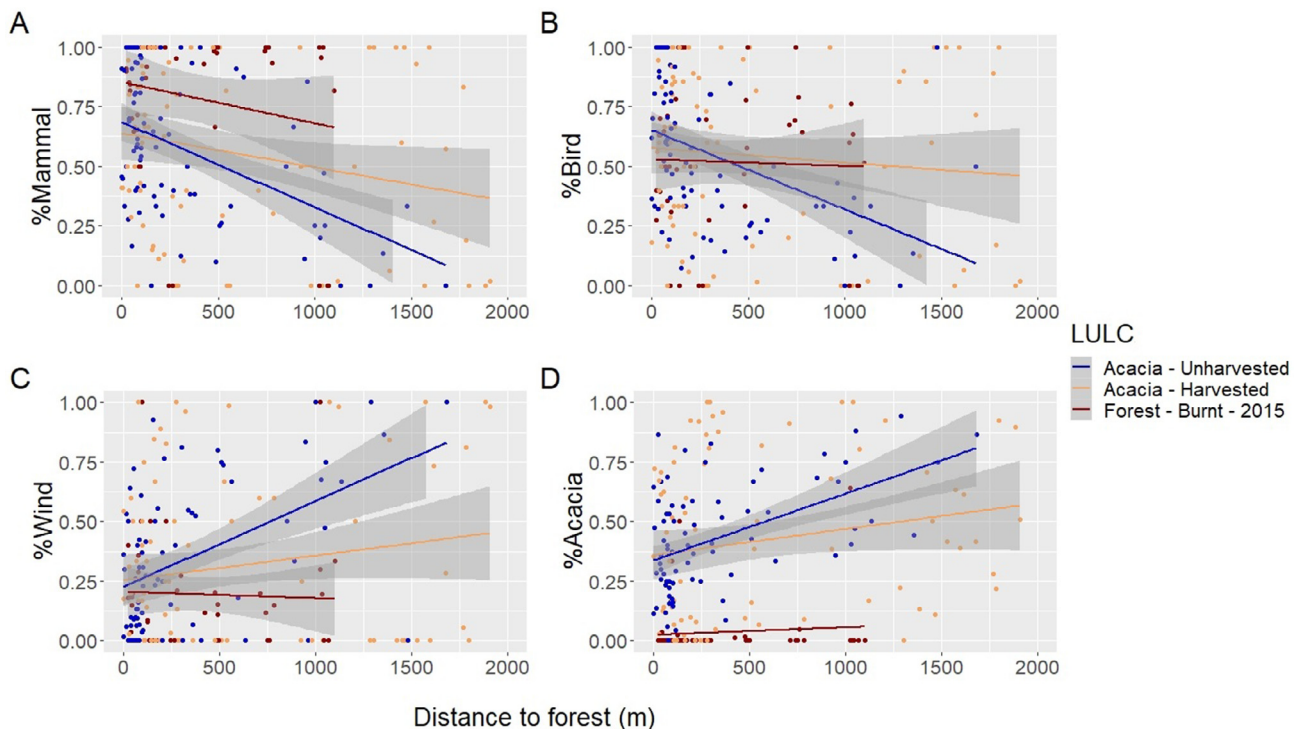 A
%Mammal
1.00
0.75
0.50
0.25
0.00
0 500 1000 1500 2000
B
%Bird
1.00
0.75
0.50
0.25
0.00
0 500 1000 1500 2000
C
%Wind
1.00
0.75
0.50
0.25
0.00
0 500 1000 1500 2000
D
%Acacia
1.00
0.75
0.50
0.25
0.00
0 500 1000 1500 2000
Distance to forest (m)
LULC
Acacia - Unharvested
Acacia - Harvested
Forest - Burnt - 2015